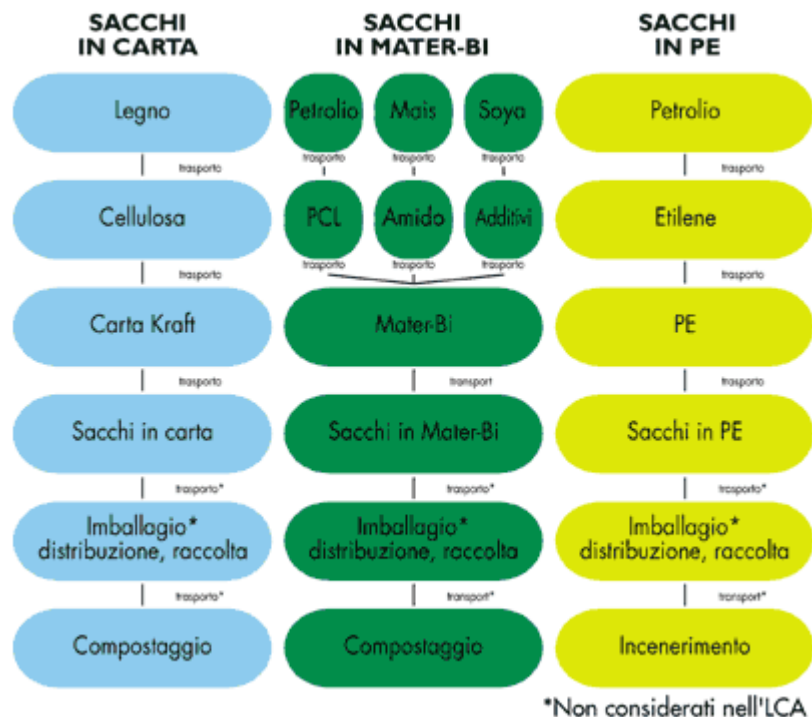 SACCHI
IN CARTA
SACCHI
IN MATER-BI
SACCHI
IN PE
Legno
Petrolio
Mais
Soya
Petrolio
trasporto
trasporto
trasporto
trasporto
trasporto
Cellulosa
PCL
Amido
Additivi
Etilene
trasporto
trasporto
trasporto
trasporto
trasporto
Carta Kraft
Mater-Bi
PE
trasporto
transport
trasporto
Sacchi in carta
Sacchi in Mater-Bi
Sacchi in PE
trasporto*
trasporto*
trasporto*
Imballagio*
distribuzione, raccolta
Imballagio*
distribuzione, raccolta
Imballagio*
distribuzione, raccolta
trasporto*
transport*
transport*
Compostaggio
Compostaggio
Incenerimento
*Non considerati nell'LCA